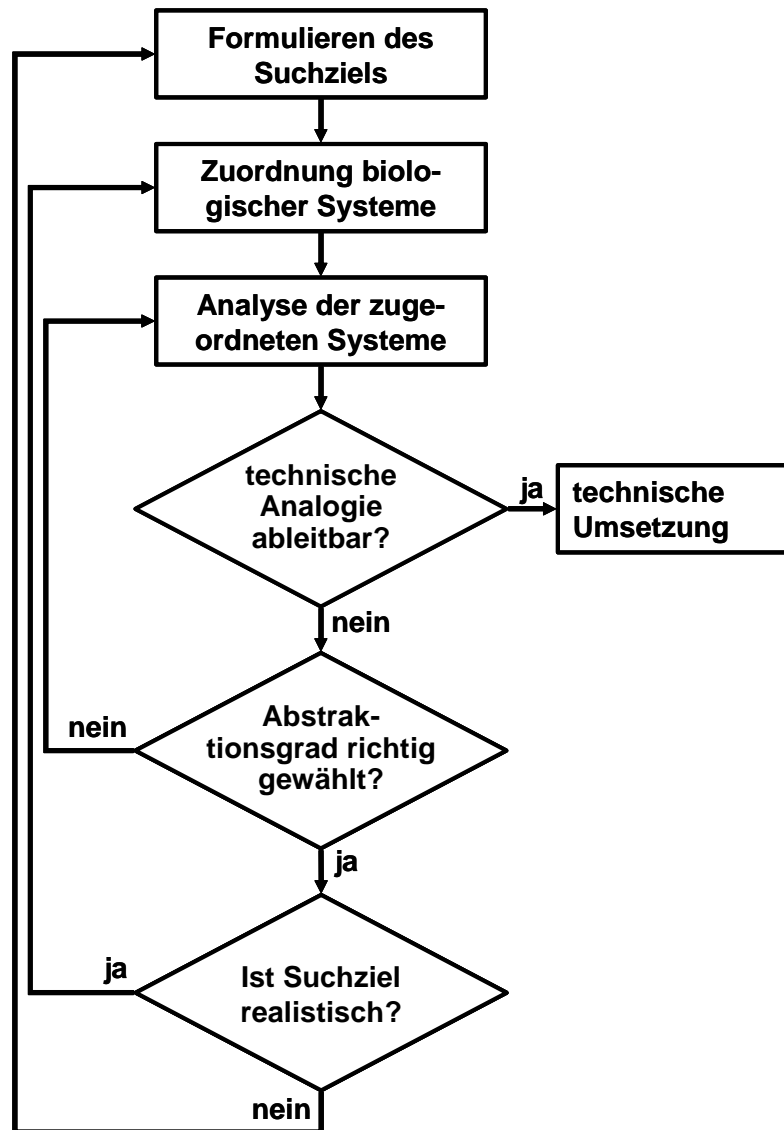 Formulieren des
Suchziels
Zuordnung biolo-
gischer Systeme
Analyse der zuge-
ordneten Systeme
technische
Analogie
ableitbar?
ja
technische
Umsetzung
nein
nein
Abstrak-
tionsgrad richtig
gewählt?
ja
ja
Ist Suchziel
realistisch?
nein